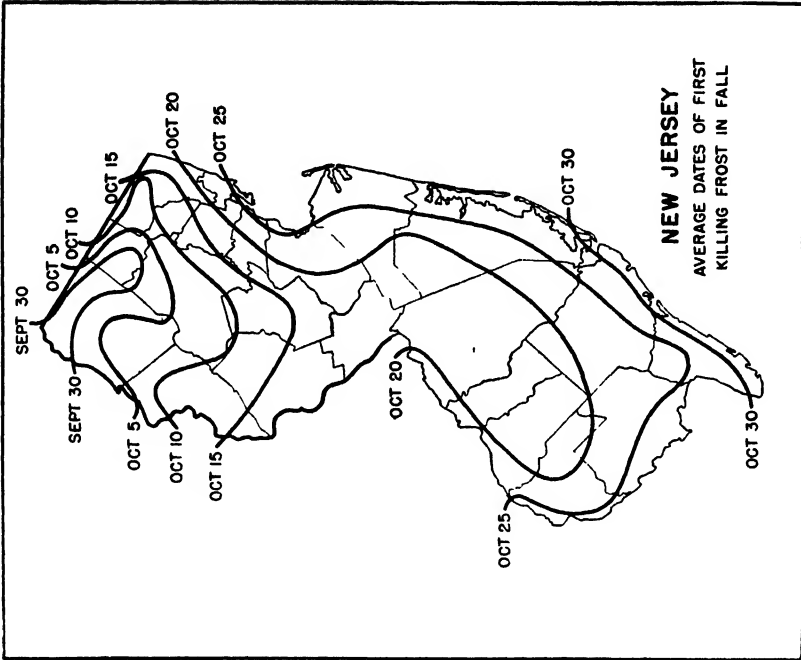 SEPT 30
OCT 5
OCT 10
OCT 15
OCT 20
OCT 25
SEPT 30
OCT 5
OCT 10
OCT 15
OCT 20
OCT 25
OCT 30
OCT 30
NEW JERSEY
AVERAGE DATES OF FIRST
KILLING FROST IN FALL